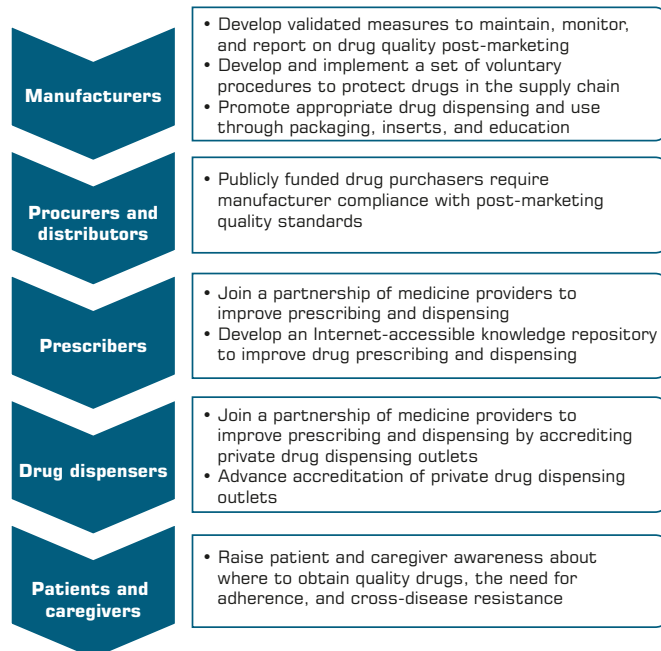 Manufacturers
• Develop validated measures to maintain, monitor,
and report on drug quality post-marketing
• Develop and implement a set of voluntary
procedures to protect drugs in the supply chain
• Promote appropriate drug dispensing and use
through packaging, inserts, and education
Procurers and
distributors
• Publicly funded drug purchasers require
manufacturer compliance with post-marketing
quality standards
Prescribers
• Join a partnership of medicine providers to
improve prescribing and dispensing
• Develop an Internet-accessible knowledge repository
to improve drug prescribing and dispensing
Drug dispensers
• Join a partnership of medicine providers to
improve prescribing and dispensing by accrediting
private drug dispensing outlets
• Advance accreditation of private drug dispensing
outlets
Patients and
caregivers
• Raise patient and caregiver awareness about
where to obtain quality drugs, the need for
adherence, and cross-disease resistance